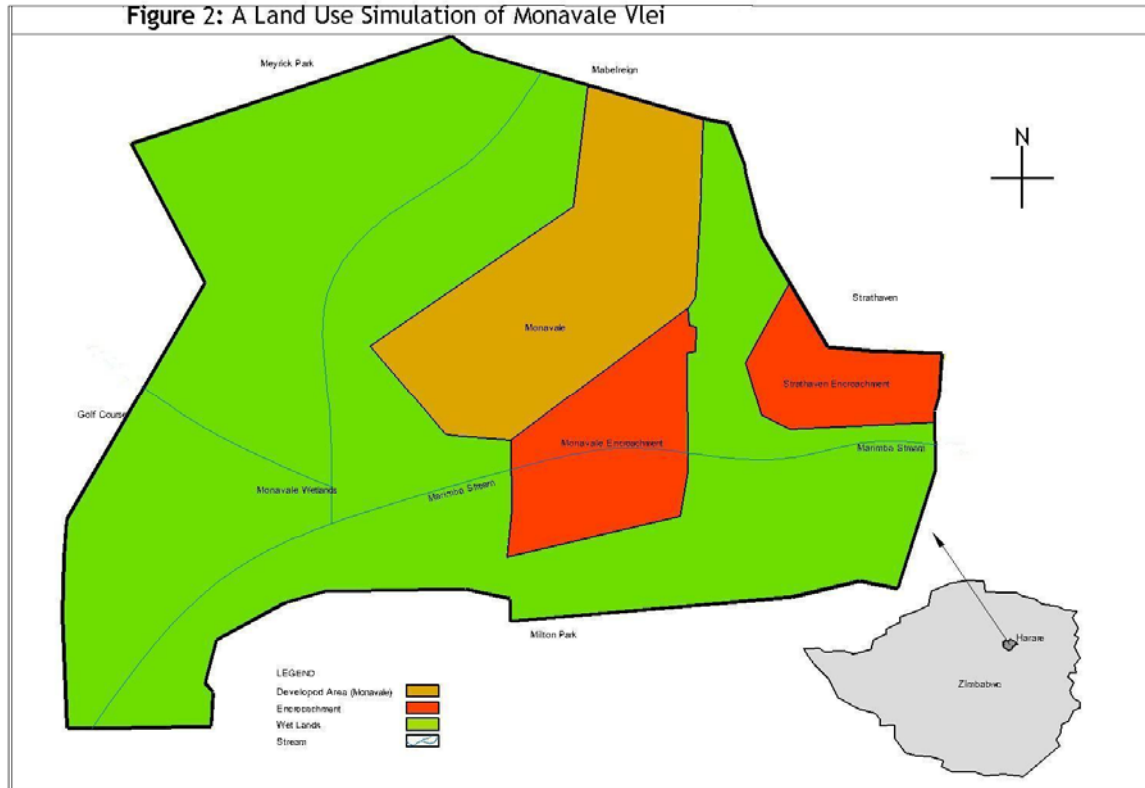 Figure 2: A Land Use Simulation of Monavale Vlei
Meyrick Park
Mabelreign
N
Strathaven
Monavale
Strathaven Encroachment
Golf Course
Monavale Encroachment
Marimba Stream
Monavale Wetlands
Marimba Stream
Milton Park
Harare
Zimbabwe
LEGEND
Developed Area (Monavale)
Encroachment
Wet Lands
Stream